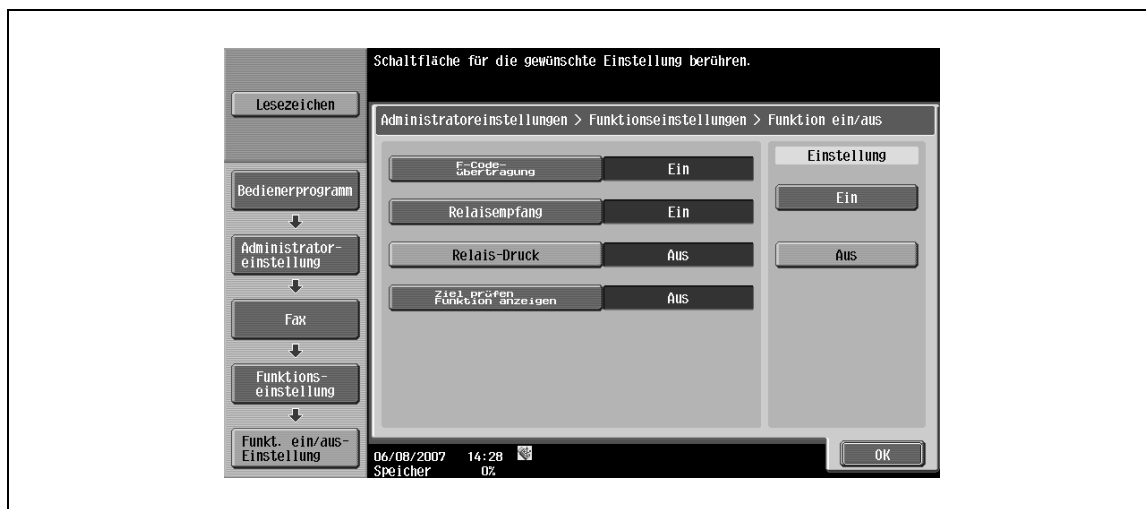 Schaltfläche für die gewünschte Einstellung berühren.
Lesezeichen
Administratoreinstellungen > Funktionseinstellungen > Funktion ein/aus
Bedienerprogramm
Administrator-
einstellung
Fax
Funktions-
einstellung
Funkt. ein/aus-
Einstellung
F-Code-
übertragung
Ein
Relaisempfang
Ein
Relais-Druck
Aus
Ziel prüfen
Funktion anzeigen
Aus
Einstellung
Ein
Aus
06/08/2007 14:28
Speicher 0%
OK